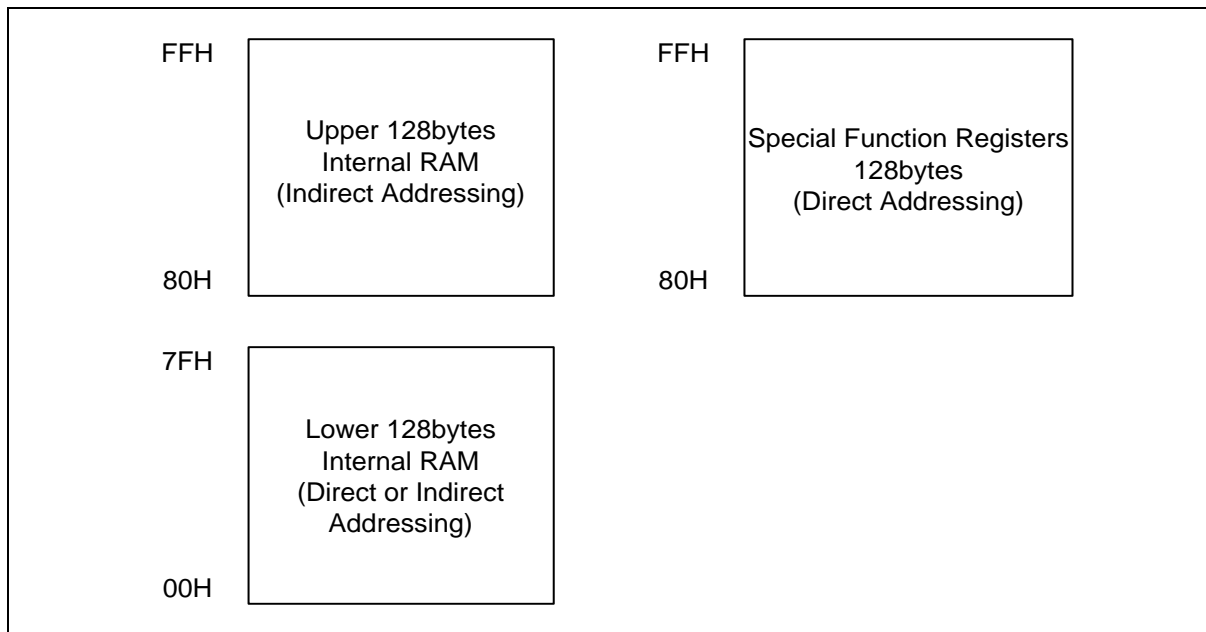 FFH
Upper 128bytes
Internal RAM
(Indirect Addressing)
80H
FFH
Special Function Registers
128bytes
(Direct Addressing)
80H
7FH
Lower 128bytes
Internal RAM
(Direct or Indirect
Addressing)
00H